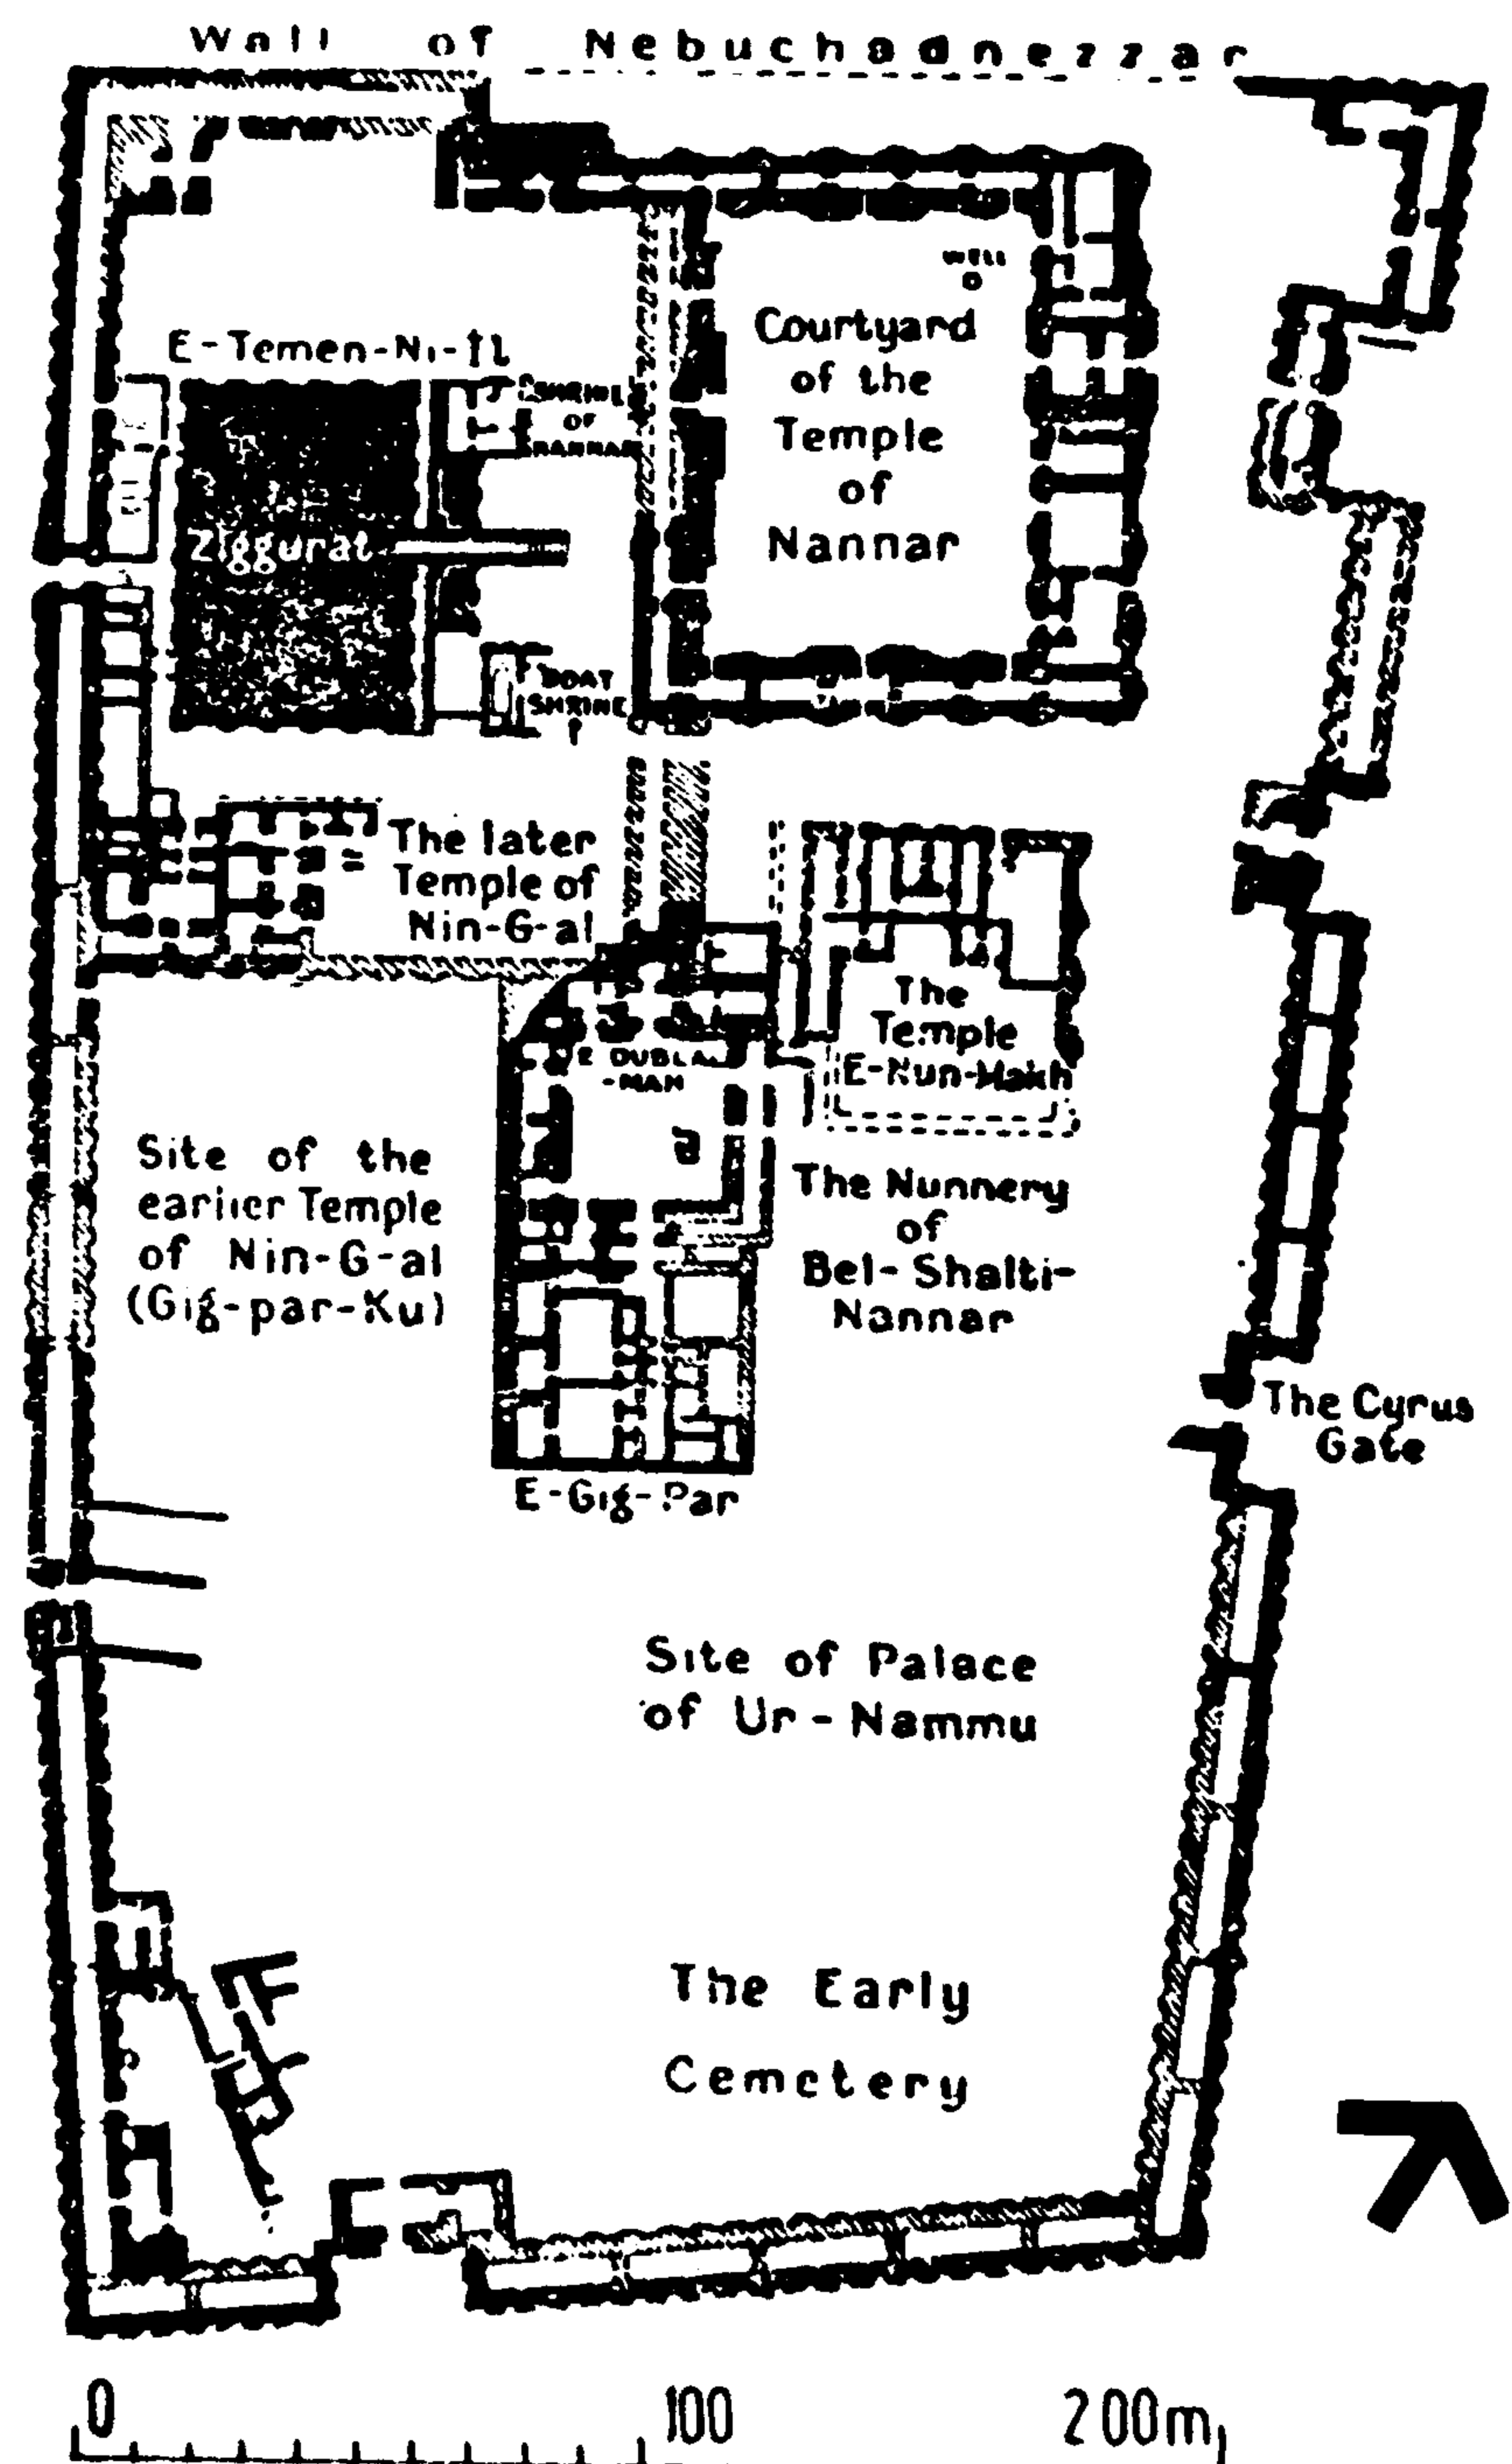 Wall of Nebuchadnezzar
WELL
Courtyard
of the
Temple
of
Nannar
E-Temen-Ni-Il
SHRINE
OF
NANNAR
Ziggurat
BOAT
SHRINE
The later
Temple of
Nin-G-al
The
Temple
E-Nun-Makh
E DUBLAL
-MAH
Site of the
earlier Temple
of Nin-G-al
(Gig-par-Ku)
The Nunnery
of
Bel-Shalti-
Nannar
The Cyrus
Gate
E-Gig-Par
Site of Palace
of Ur-Nammu
The Early
Cemetery
0 100 200m